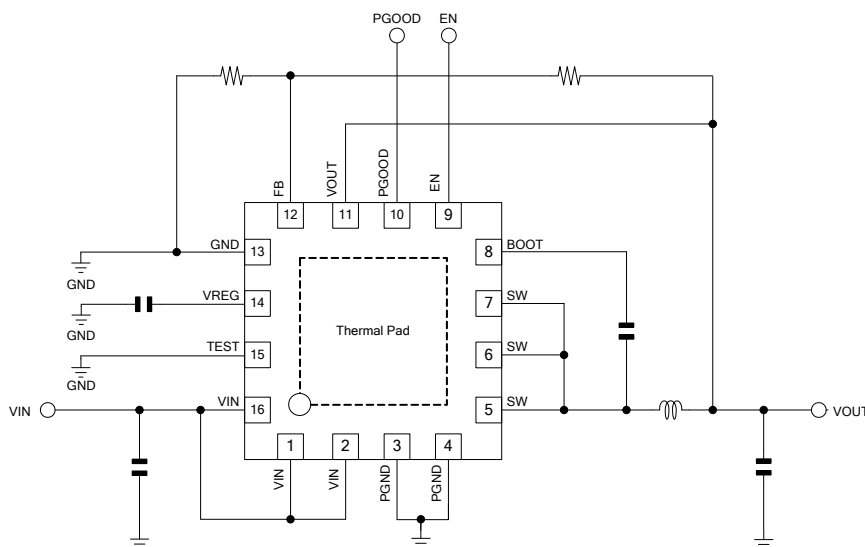 PGOOD
EN
FB
VOUT
PGOOD
EN
12
11
10
9
GND
13
8
BOOT
GND
VREG
14
7
SW
GND
Thermal Pad
TEST
15
6
SW
GND
VIN
VIN
16
5
SW
VOUT
1
2
3
4
VIN
VIN
PGND
PGND